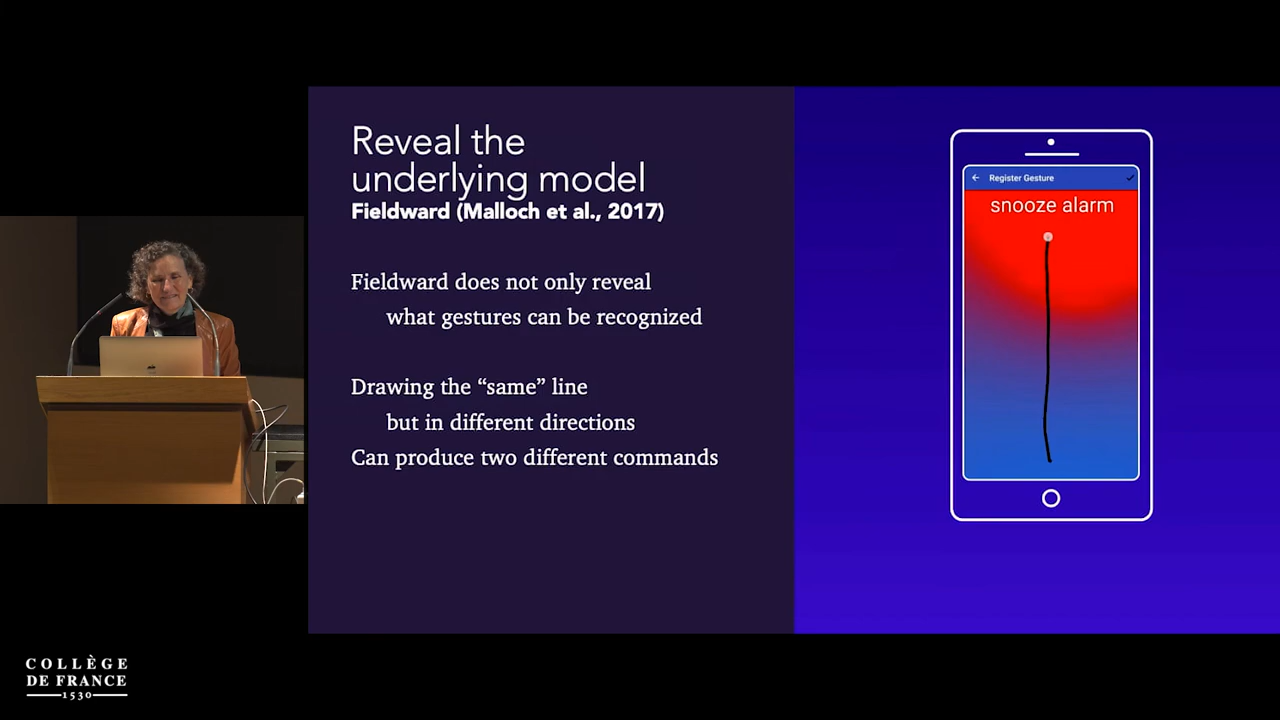 Reveal the
underlying model
Fieldward (Malloch et al., 2017)
Fieldward does not only reveal
what gestures can be recognized
Drawing the “same” line
but in different directions
Can produce two different commands
Register Gesture
snooze alarm
COLLÈGE
DE FRANCE
1530